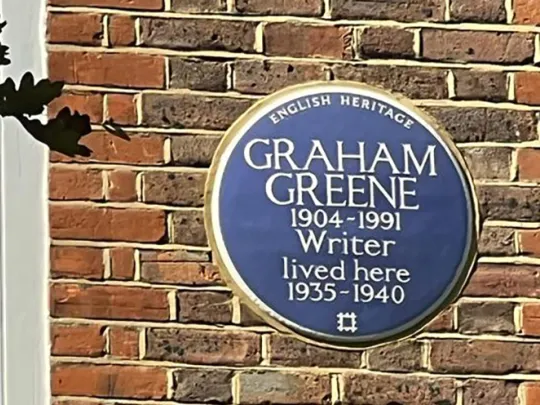 ENGLISH HERITAGE
GRAHAM
GREENE
1904-1991
Writer
lived here
1935-1940